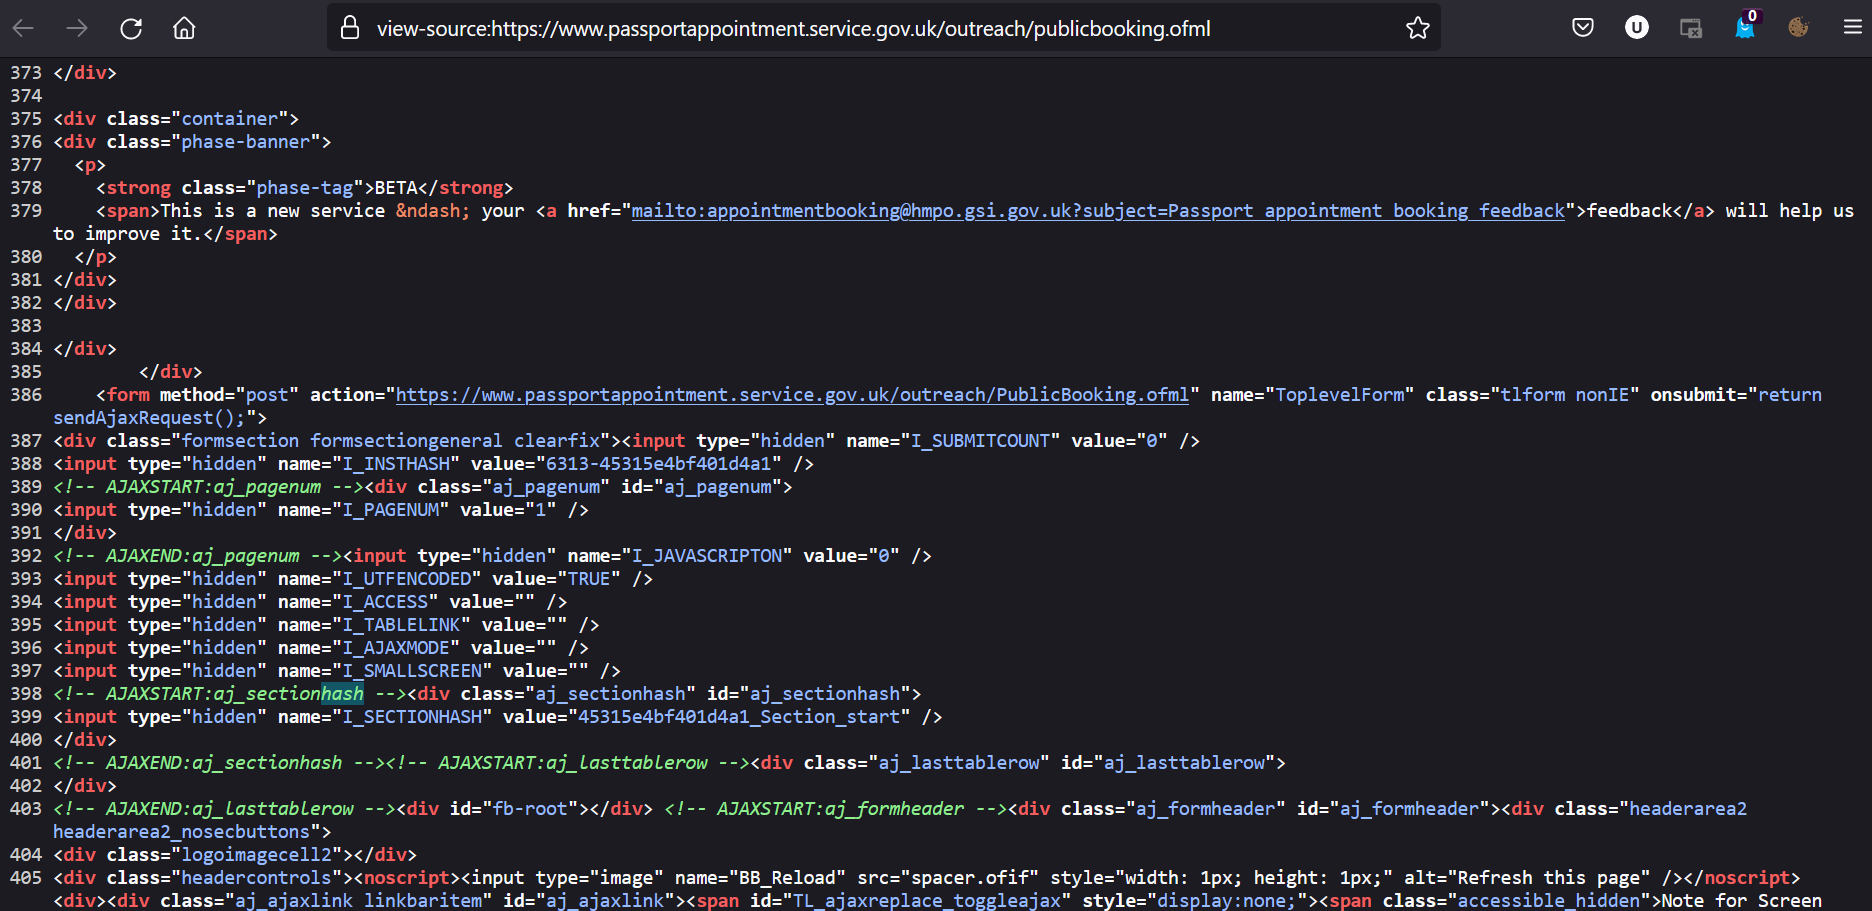 view-source:https://www.passportappointment.service.gov.uk/outreach/publicbooking.ofml
U
0
373 </div>
374
375 <div class="container">
376 <div class="phase-banner">
377 <p>
378 <strong class="phase-tag">BETA</strong>
379 <span>This is a new service &ndash; your <a href="mailto:appointmentbooking@hmpo.gsi.gov.uk?subject=Passport appointment booking feedback">feedback</a> will help us
to improve it.</span>
380 </p>
381 </div>
382 </div>
383
384 </div>
385 </div>
386 <form method="post" action="https://www.passportappointment.service.gov.uk/outreach/PublicBooking.ofml" name="ToplevelForm" class="tlform nonIE" onsubmit="return
sendAjaxRequest();">
387 <div class="formsection formsectiongeneral clearfix"><input type="hidden" name="I_SUBMITCOUNT" value="0" />
388 <input type="hidden" name="I_INSTHASH" value="6313-45315e4bf401d4a1" />
389 <!-- AJAXSTART:aj_pagenum --><div class="aj_pagenum" id="aj_pagenum">
390 <input type="hidden" name="I_PAGENUM" value="1" />
391 </div>
392 <!-- AJAXEND:aj_pagenum --><input type="hidden" name="I_JAVASCRIPTON" value="0" />
393 <input type="hidden" name="I_UTFENCODED" value="TRUE" />
394 <input type="hidden" name="I_ACCESS" value="" />
395 <input type="hidden" name="I_TABLELINK" value="" />
396 <input type="hidden" name="I_AJAXMODE" value="" />
397 <input type="hidden" name="I_SMALLSCREEN" value="" />
398 <!-- AJAXSTART:aj_sectionhash --><div class="aj_sectionhash" id="aj_sectionhash">
399 <input type="hidden" name="I_SECTIONHASH" value="45315e4bf401d4a1_Section_start" />
400 </div>
401 <!-- AJAXEND:aj_sectionhash --><!-- AJAXSTART:aj_lasttablerow --><div class="aj_lasttablerow" id="aj_lasttablerow">
402 </div>
403 <!-- AJAXEND:aj_lasttablerow --><div id="fb-root"></div> <!-- AJAXSTART:aj_formheader --><div class="aj_formheader" id="aj_formheader"><div class="headerarea2
headerarea2_nosecbuttons">
404 <div class="logoimagecell2"></div>
405 <div class="headercontrols"><noscript><input type="image" name="BB_Reload" src="spacer.ofif" style="width: 1px; height: 1px;" alt="Refresh this page" /></noscript>
<div><div class="aj_ajaxlink linkbaritem" id="aj_ajaxlink"><span id="TL_ajaxreplace_toggleajax" style="display:none;"><span class="accessible_hidden">Note for Screen